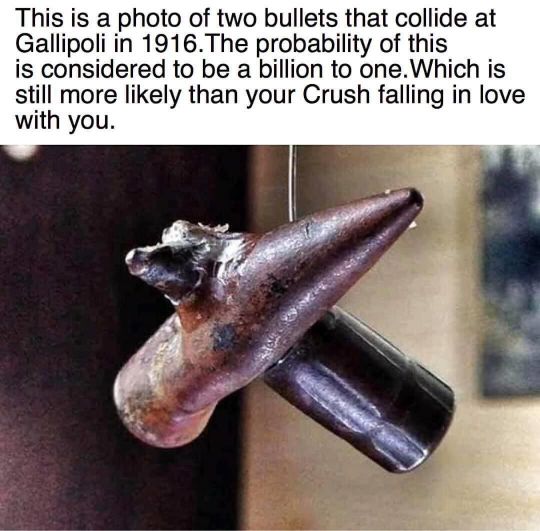 This is a photo of two bullets that collide at
Gallipoli in 1916.The probability of this
is considered to be a billion to one.Which is
still more likely than your Crush falling in love
with you.